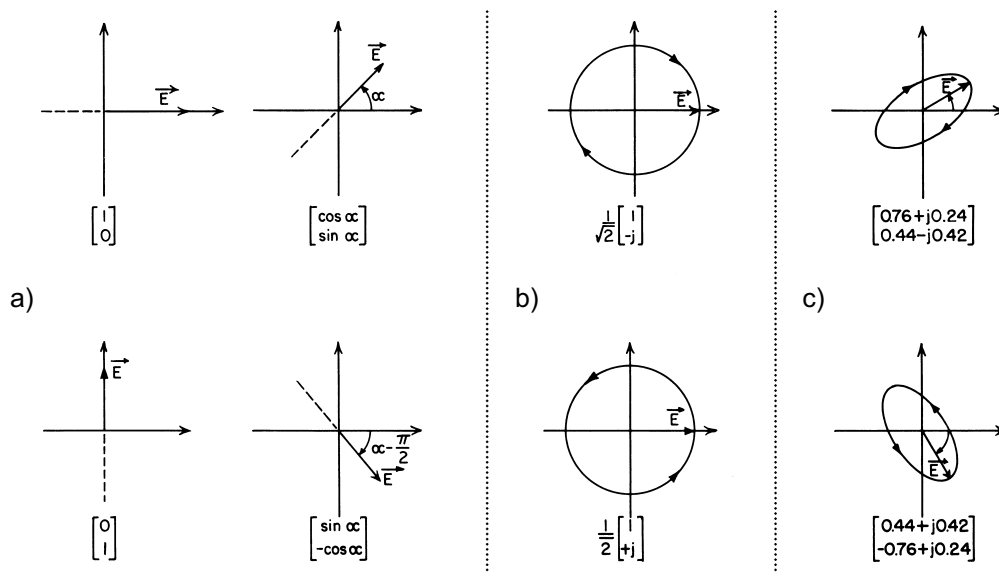 E
E
α
[1
0]
[cos α
sin α]
E
1/√2 [1
-j]
E
[0.76+j0.24
0.44-j0.42]
a)
b)
c)
E
α-π/2
E
[0
1]
[sin α
-cos α]
E
1/2 [1
+j]
E
[0.44+j0.42
-0.76+j0.24]